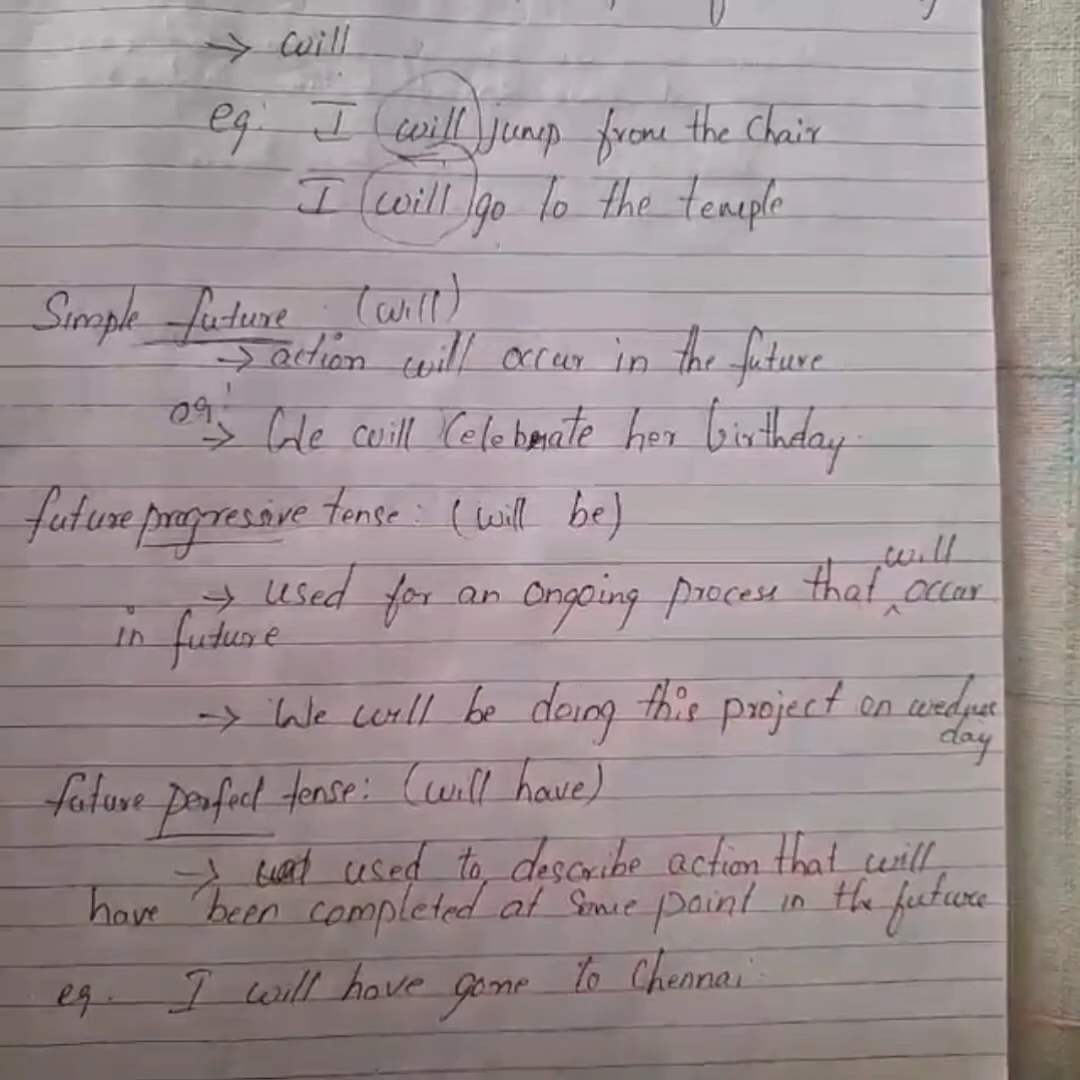 → will
eg: I will jump from the Chair
I will go to the temple
Simple future : (will)
→ action will occur in the future
eg: → We will Celebrate her birthday.
future progressive tense : (will be)
→ used for an ongoing process that will occur
in future
→ We will be doing this project on wednes
day
future perfect tense : (will have)
→ used to describe action that will
have been completed at some point in the future
eg. I will have gone to Chennai.